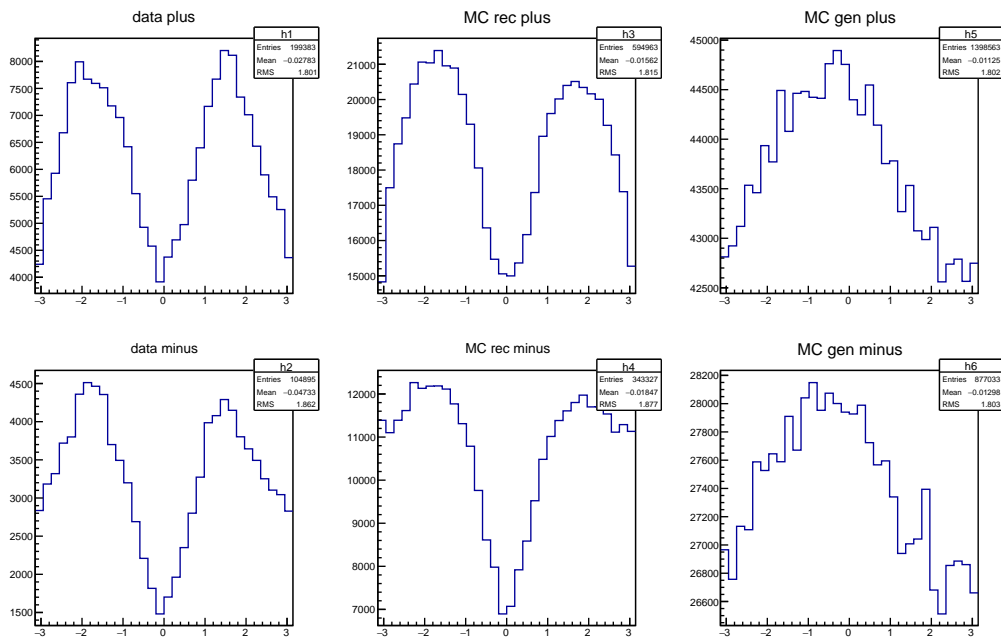 data plus
h1
Entries 199383
Mean −0.02783
RMS 1.801
8000
7500
7000
6500
6000
5500
5000
4500
4000
−3 −2 −1 0 1 2 3
MC rec plus
h3
Entries 594963
Mean −0.01562
RMS 1.815
21000
20000
19000
18000
17000
16000
15000
−3 −2 −1 0 1 2 3
MC gen plus
h5
Entries 1398563
Mean −0.01125
RMS 1.802
45000
44500
44000
43500
43000
42500
−3 −2 −1 0 1 2 3
data minus
h2
Entries 104895
Mean −0.04733
RMS 1.862
4500
4000
3500
3000
2500
2000
1500
−3 −2 −1 0 1 2 3
MC rec minus
h4
Entries 343327
Mean −0.01847
RMS 1.877
12000
11000
10000
9000
8000
7000
−3 −2 −1 0 1 2 3
MC gen minus
h6
Entries 877033
Mean −0.01298
RMS 1.803
28200
28000
27800
27600
27400
27200
27000
26800
26600
−3 −2 −1 0 1 2 3